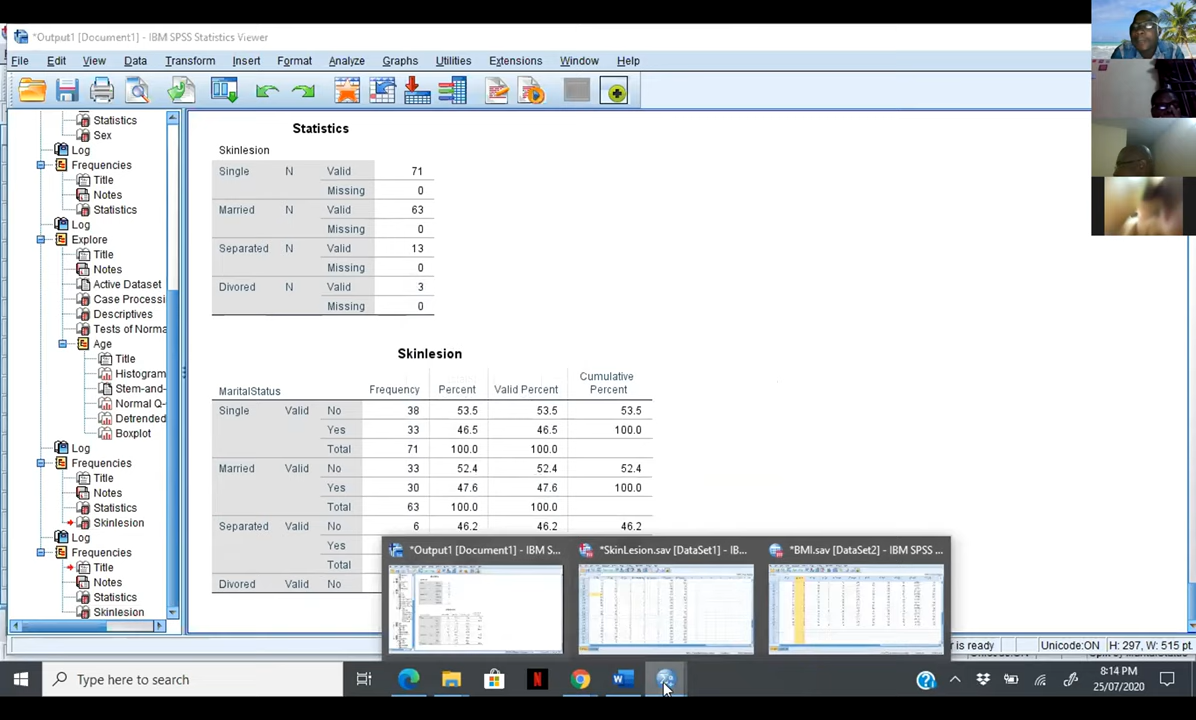 *Output1 [Document1] - IBM SPSS Statistics Viewer
File Edit View Data Transform Insert Format Analyze Graphs Utilities Extensions Window Help
Statistics
Sex
Log
Frequencies
Title
Notes
Statistics
Log
Explore
Title
Notes
Active Dataset
Case Processi
Descriptives
Tests of Norma
Age
Title
Histogram
Stem-and-
Normal Q-
Detrended
Boxplot
Log
Frequencies
Title
Notes
Statistics
Skinlesion
Log
Frequencies
Title
Notes
Statistics
Skinlesion
Statistics
Skinlesion
Single N Valid 71
Missing 0
Married N Valid 63
Missing 0
Separated N Valid 13
Missing 0
Divored N Valid 3
Missing 0
Skinlesion
MaritalStatus Frequency Percent Valid Percent Cumulative Percent
Single Valid No 38 53.5 53.5 53.5
Yes 33 46.5 46.5 100.0
Total 71 100.0 100.0
Married Valid No 33 52.4 52.4 52.4
Yes 30 47.6 47.6 100.0
Total 63 100.0 100.0
Separated Valid No 6 46.2 46.2 46.2
Yes
Total
Divored Valid No
*Output1 [Document1] - IBM S...
*SkinLesion.sav [DataSet1] - IB...
*BMI.sav [DataSet2] - IBM SPSS ...
is ready Unicode:ON H: 297, W: 515 pt.
Type here to search
8:14 PM
25/07/2020